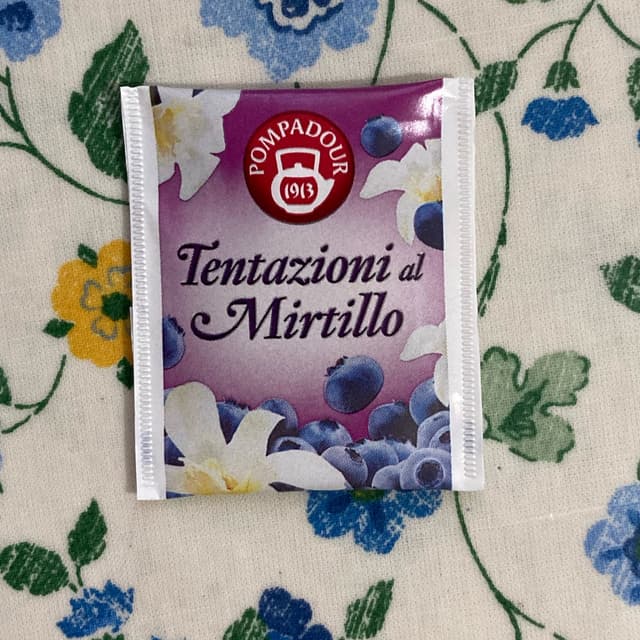 POMPADOUR
1913
Tentazioni al
Mirtillo